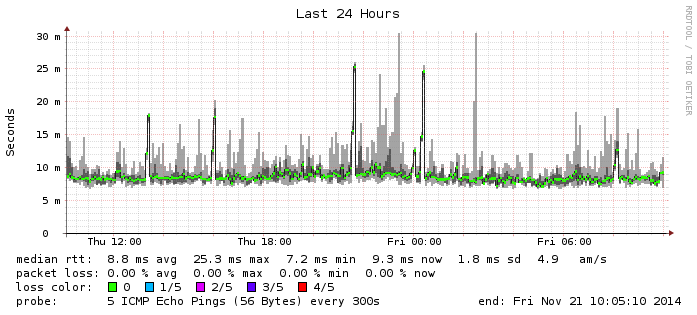 Last 24 Hours
RRDTOOL / TOBI OETIKER
Seconds
30 m
25 m
20 m
15 m
10 m
5 m
0
Thu 12:00 Thu 18:00 Fri 00:00 Fri 06:00
median rtt: 8.8 ms avg 25.3 ms max 7.2 ms min 9.3 ms now 1.8 ms sd 4.9 am/s
packet loss: 0.00 % avg 0.00 % max 0.00 % min 0.00 % now
loss color: 0 1/5 2/5 3/5 4/5
probe: 5 ICMP Echo Pings (56 Bytes) every 300s end: Fri Nov 21 10:05:10 2014